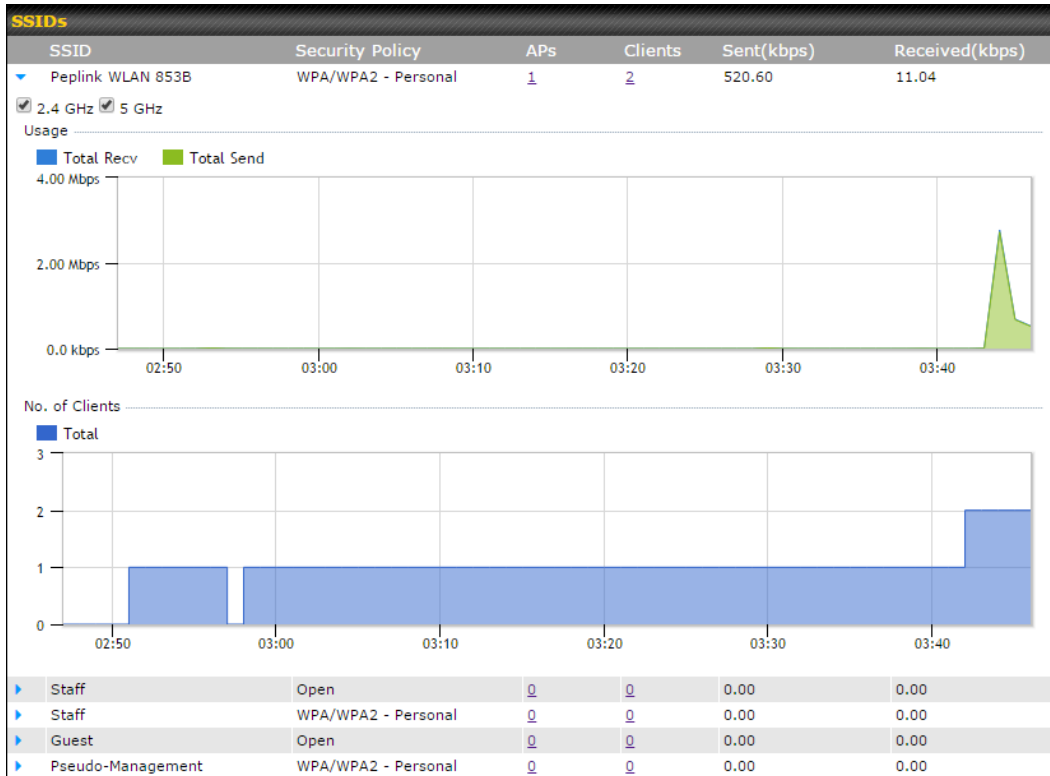 SSIDs
SSID Security Policy APs Clients Sent(kbps) Received(kbps)
Peplink WLAN 853B WPA/WPA2 - Personal 1 2 520.60 11.04
2.4 GHz 5 GHz
Usage
Total Recv Total Send
4.00 Mbps
2.00 Mbps
0.0 kbps
02:50 03:00 03:10 03:20 03:30 03:40
No. of Clients
Total
3
2
1
0
02:50 03:00 03:10 03:20 03:30 03:40
Staff Open 0 0 0.00 0.00
Staff WPA/WPA2 - Personal 0 0 0.00 0.00
Guest Open 0 0 0.00 0.00
Pseudo-Management WPA/WPA2 - Personal 0 0 0.00 0.00